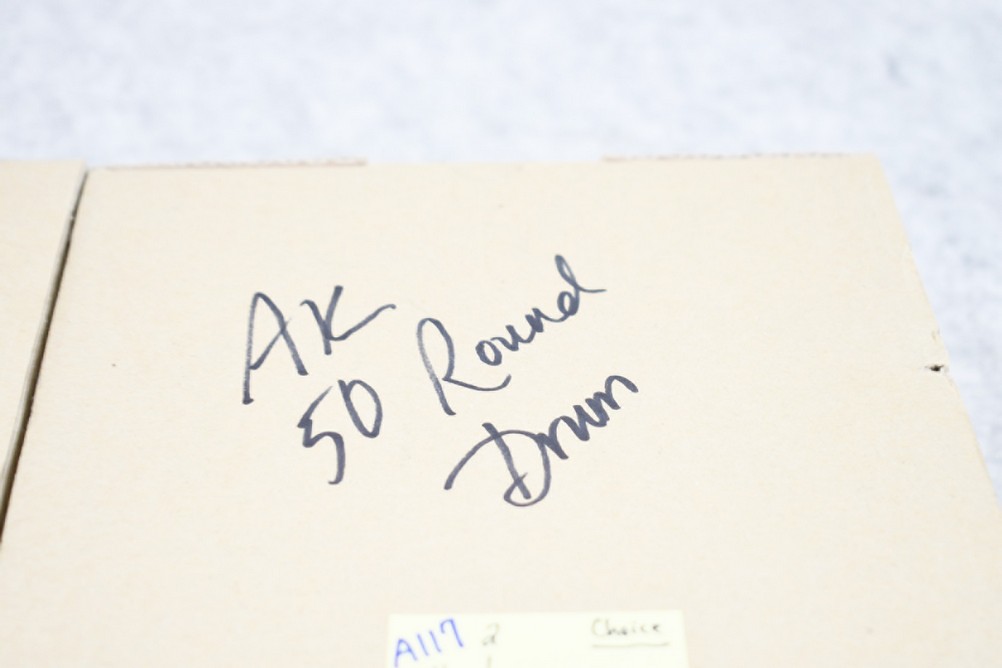 AK
50 Round
Drum
A117 2 Choice